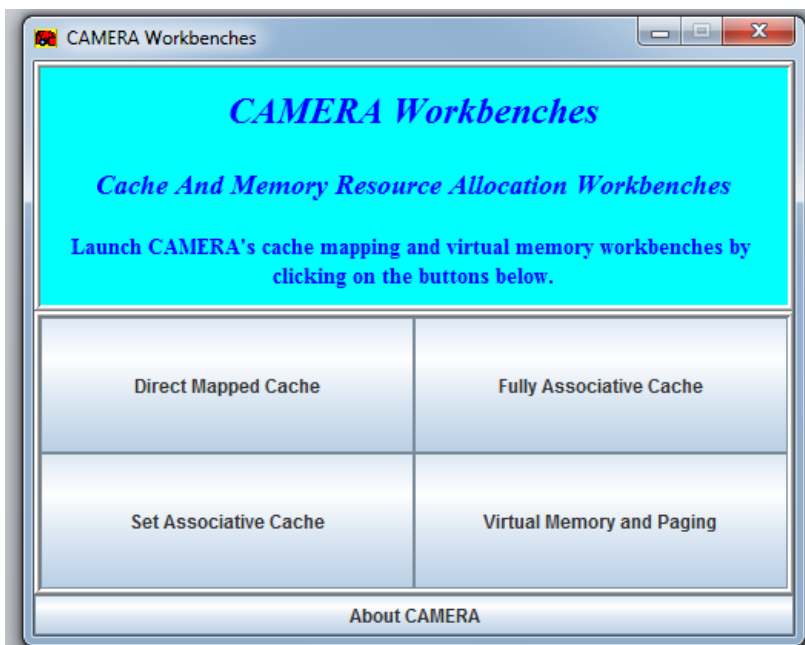 CAMERA Workbenches
CAMERA Workbenches
Cache And Memory Resource Allocation Workbenches
Launch CAMERA's cache mapping and virtual memory workbenches by
clicking on the buttons below.
Direct Mapped Cache
Fully Associative Cache
Set Associative Cache
Virtual Memory and Paging
About CAMERA